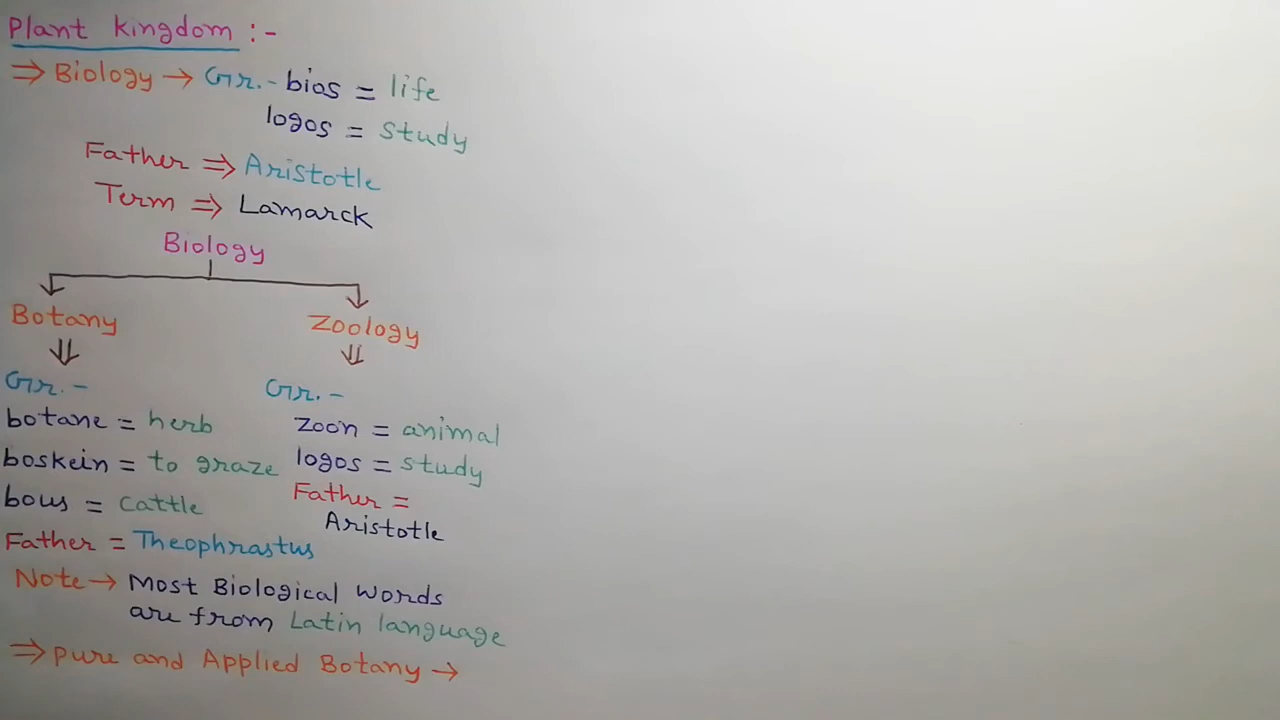 Plant kingdom :-
⇒ Biology → Gr.- bios = life
logos = study
Father ⇒ Aristotle
Term ⇒ Lamarck
Biology
Botany
Zoology
Gr.-
botane = herb
boskein = to graze
bous = cattle
Father = Theophrastus
Gr.-
zoon = animal
logos = study
Father =
Aristotle
Note → Most Biological words
are from Latin language
⇒ pure and Applied Botany →